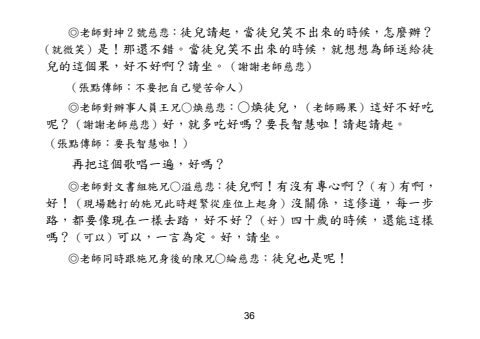 ◎老師對坤2號慈悲：徒兒請起，當徒兒笑不出來的時候，怎麼辦？
（就微笑）是！那還不錯。當徒兒笑不出來的時候，就想想為師送給徒
兒的這個果，好不好啊？請坐。（謝謝老師慈悲）
（張點傳師：不要把自己變苦命人）
◎老師對辦事人員王兄○煥慈悲：○煥徒兒，（老師賜果）這好不好吃
呢？（謝謝老師慈悲）好，就多吃好嗎？要長智慧啦！請起請起。
（張點傳師：要長智慧啦！）
再把這個歌唱一遍，好嗎？
◎老師對文書組施兄○溢慈悲：徒兒啊！有沒有專心啊？（有）有啊，
好！（現場聽打的施兄此時趕緊從座位上起身）沒關係，這修道，每一步
路，都要像現在一樣去踏，好不好？（好）四十歲的時候，還能這樣
嗎？（可以）可以，一言為定。好，請坐。
◎老師同時跟施兄身後的陳兄○綸慈悲：徒兒也是呢！
36